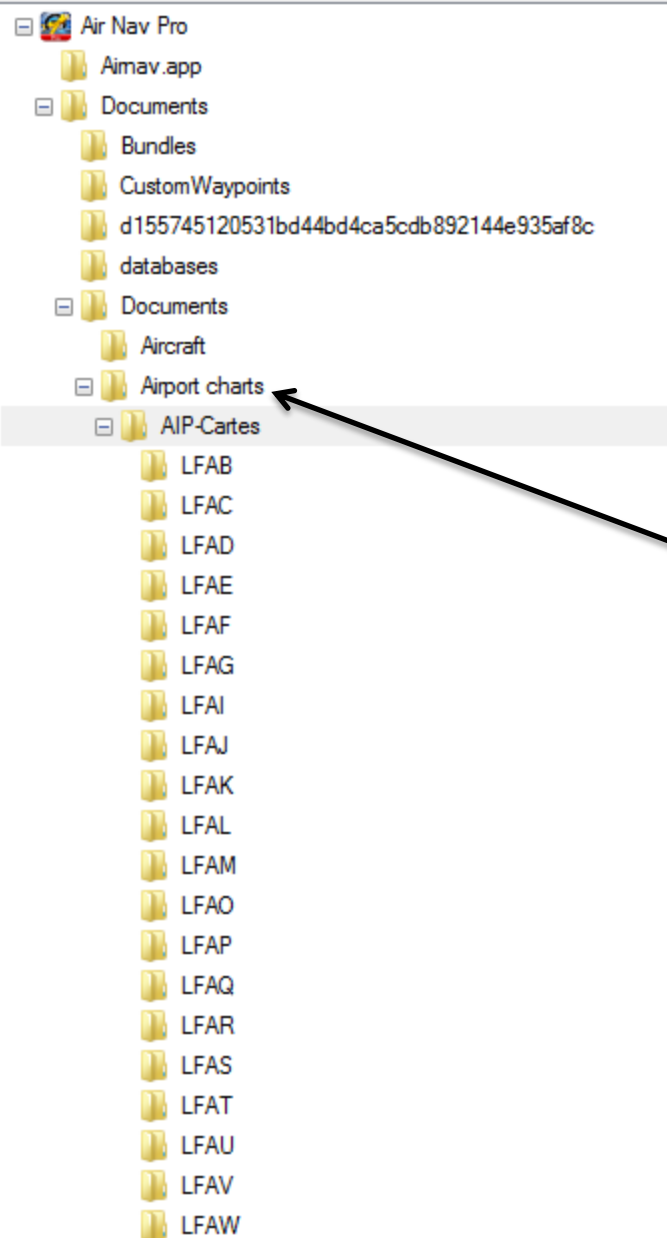 Air Nav Pro
Airnav.app
Documents
Bundles
CustomWaypoints
d155745120531bd44bd4ca5cdb892144e935af8c
databases
Documents
Aircraft
Airport charts
AIP-Cartes
LFAB
LFAC
LFAD
LFAE
LFAF
LFAG
LFAI
LFAJ
LFAK
LFAL
LFAM
LFAO
LFAP
LFAQ
LFAR
LFAS
LFAT
LFAU
LFAV
LFAW